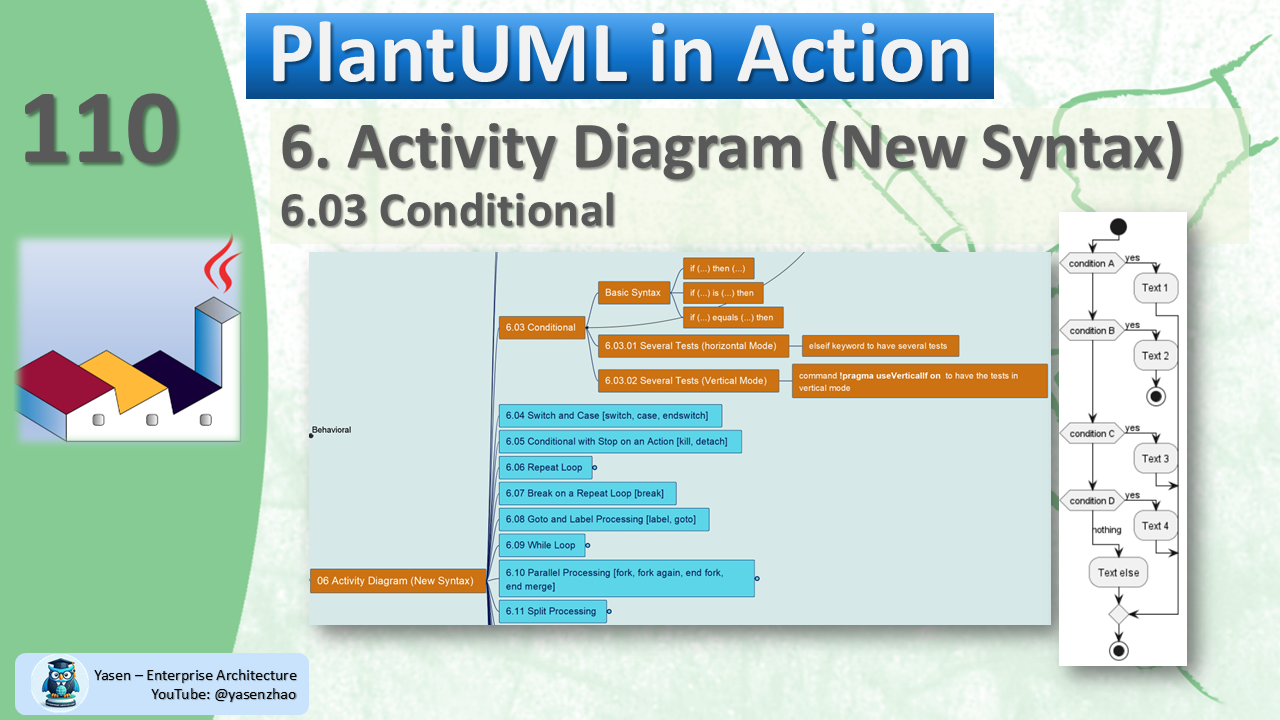 PlantUML in Action
110
6. Activity Diagram (New Syntax)
6.03 Conditional
if (...) then (...)
Basic Syntax
if (...) is (...) then
if (...) equals (...) then
6.03 Conditional
6.03.01 Several Tests (horizontal Mode)
elseif keyword to have several tests
6.03.02 Several Tests (Vertical Mode)
command !pragma useVerticalIf on to have the tests in
vertical mode
6.04 Switch and Case [switch, case, endswitch]
Behavioral
6.05 Conditional with Stop on an Action [kill, detach]
6.06 Repeat Loop
6.07 Break on a Repeat Loop [break]
6.08 Goto and Label Processing [label, goto]
6.09 While Loop
06 Activity Diagram (New Syntax)
6.10 Parallel Processing [fork, fork again, end fork,
end merge]
6.11 Split Processing
condition A
yes
Text 1
condition B
yes
Text 2
condition C
yes
Text 3
condition D
yes
Text 4
nothing
Text else
Yasen – Enterprise Architecture
YouTube: @yasenzhao